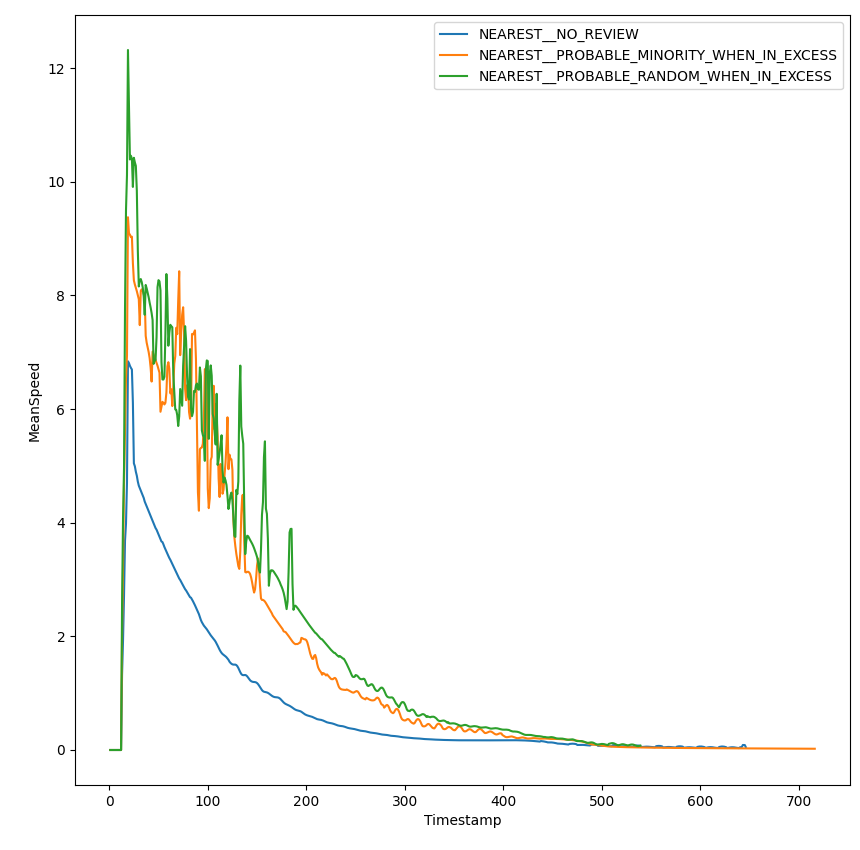 NEAREST__NO_REVIEW
NEAREST__PROBABLE_MINORITY_WHEN_IN_EXCESS
NEAREST__PROBABLE_RANDOM_WHEN_IN_EXCESS
12
10
8
6
4
2
0
MeanSpeed
0 100 200 300 400 500 600 700
Timestamp